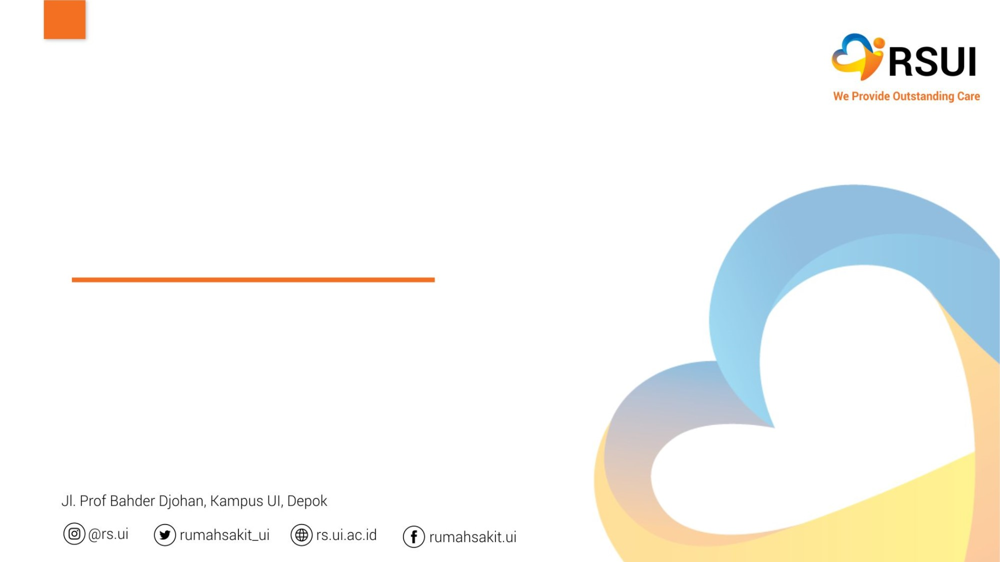 RSUI
We Provide Outstanding Care
Jl. Prof Bahder Djohan, Kampus UI, Depok
@rs.ui rumahsakit_ui rs.ui.ac.id rumahsakit.ui